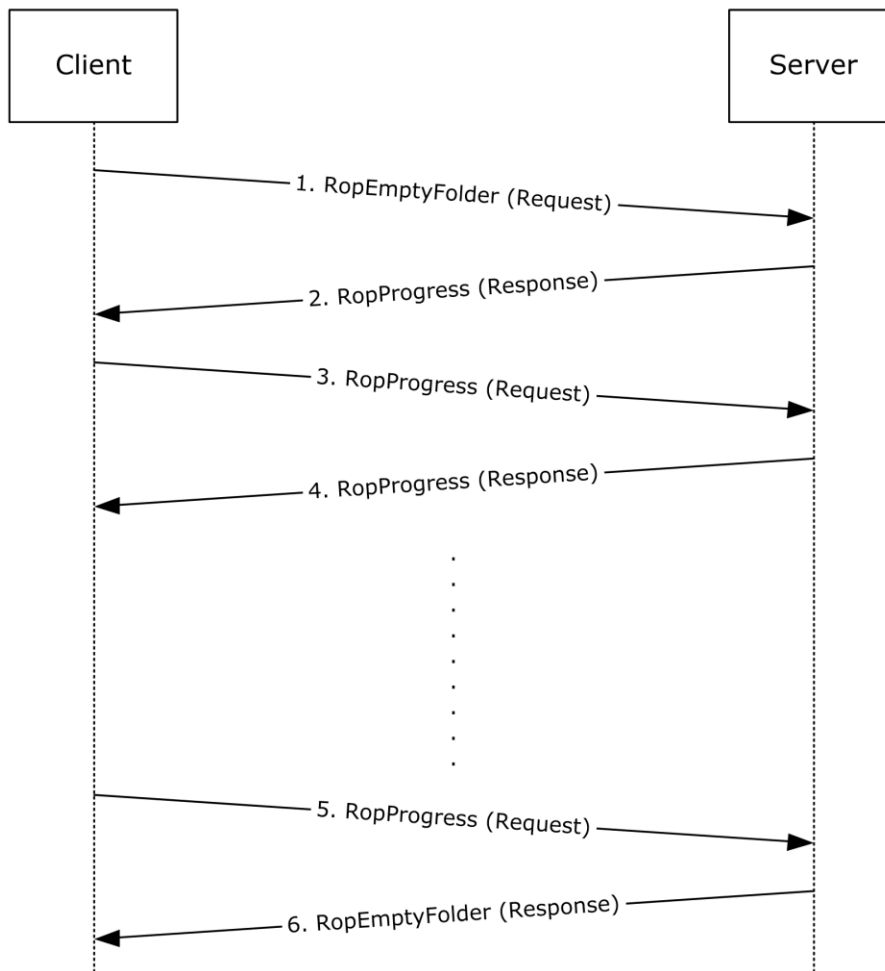 Client
Server
1. RopEmptyFolder (Request)
2. RopProgress (Response)
3. RopProgress (Request)
4. RopProgress (Response)
5. RopProgress (Request)
6. RopEmptyFolder (Response)